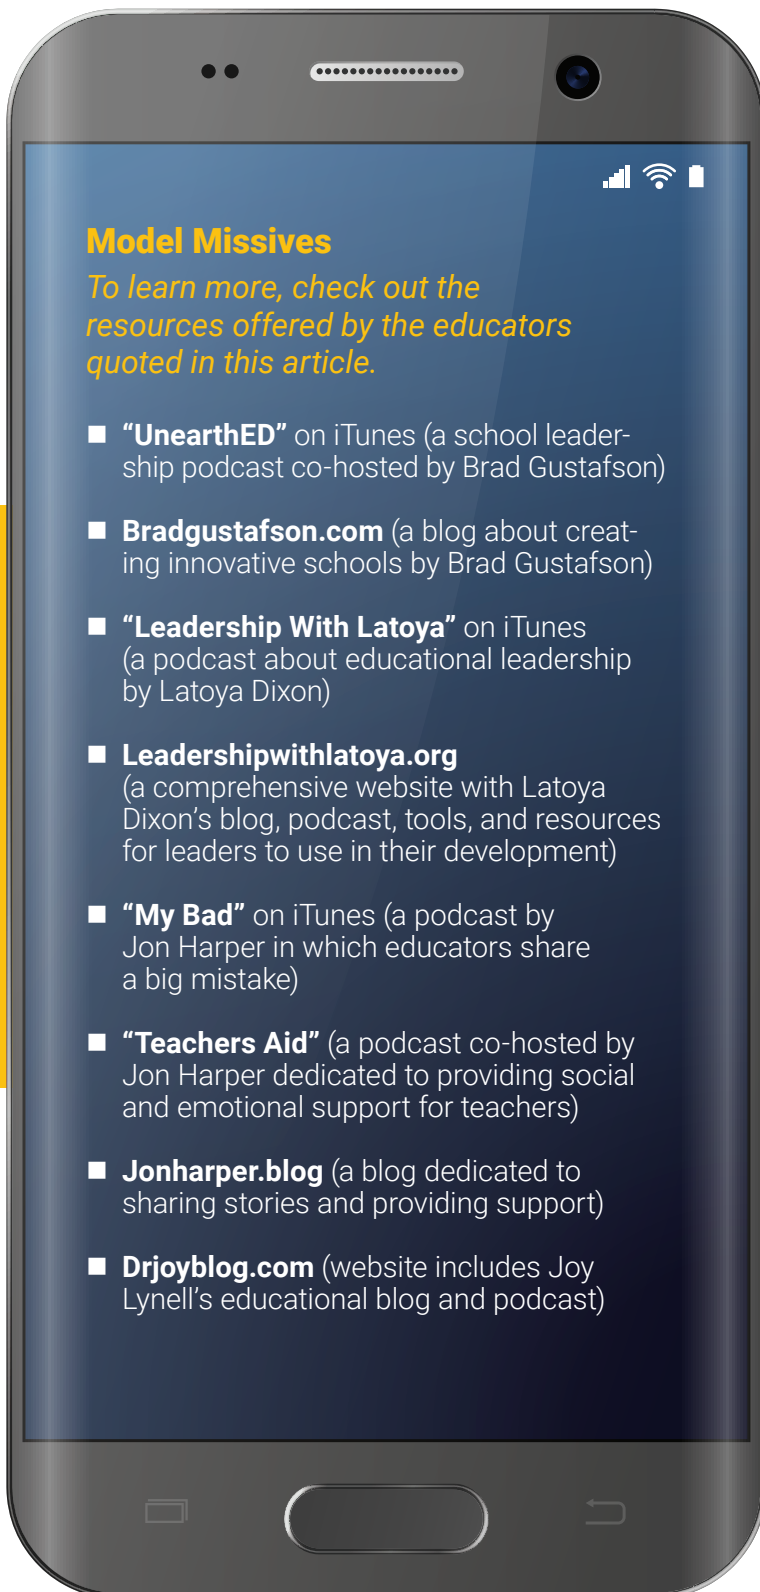 Model Missives
To learn more, check out the
resources offered by the educators
quoted in this article.
■ “UnearthED” on iTunes (a school leader-
ship podcast co-hosted by Brad Gustafson)
■ Bradgustafson.com (a blog about creat-
ing innovative schools by Brad Gustafson)
■ “Leadership With Latoya” on iTunes
(a podcast about educational leadership
by Latoya Dixon)
■ Leadershipwithlatoya.org
(a comprehensive website with Latoya
Dixon’s blog, podcast, tools, and resources
for leaders to use in their development)
■ “My Bad” on iTunes (a podcast by
Jon Harper in which educators share
a big mistake)
■ “Teachers Aid” (a podcast co-hosted by
Jon Harper dedicated to providing social
and emotional support for teachers)
■ Jonharper.blog (a blog dedicated to
sharing stories and providing support)
■ Drjoyblog.com (website includes Joy
Lynell’s educational blog and podcast)